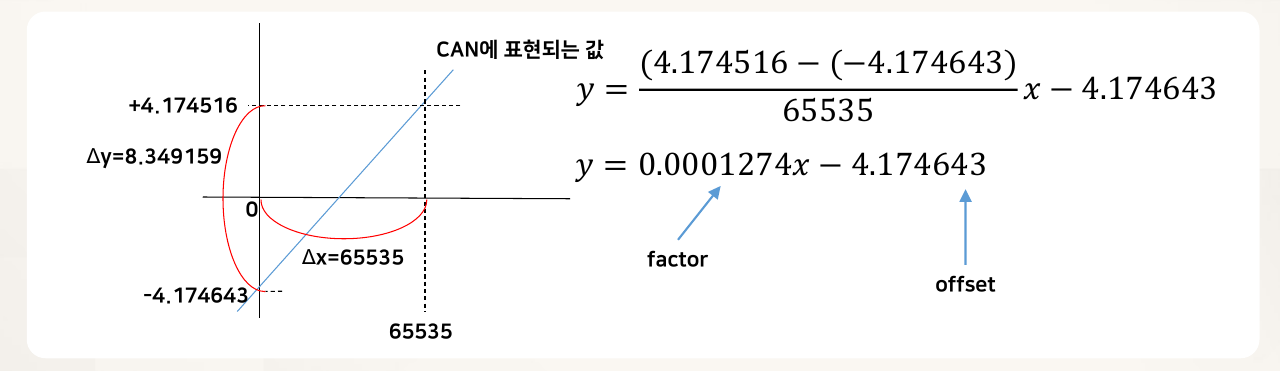 CAN에 표현되는 값
+4.174516
Δy=8.349159
0
Δx=65535
-4.174643
65535
y = (4.174516 − (−4.174643) / 65535 x − 4.174643
y = 0.0001274x − 4.174643
factor
offset